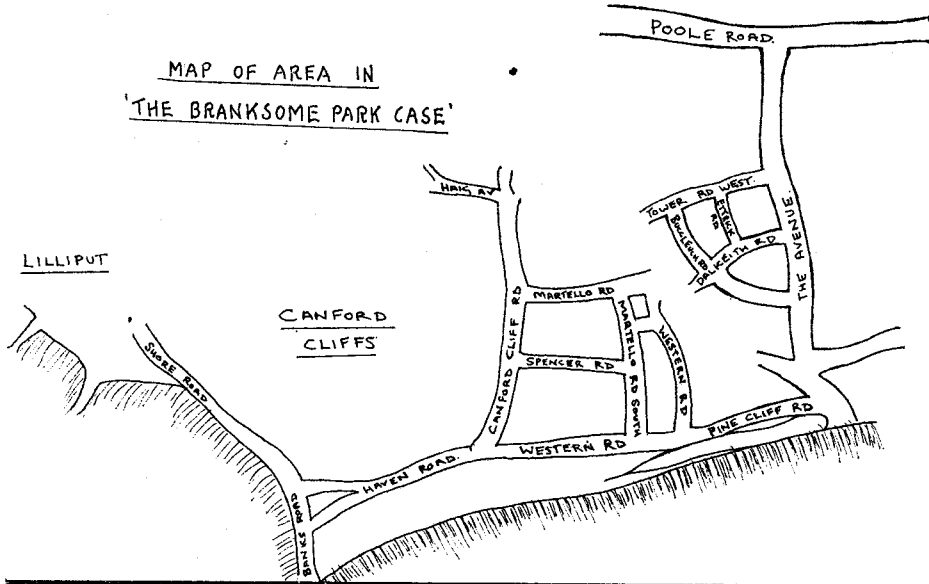 POOLE ROAD.
MAP OF AREA IN
'THE BRANKSOME PARK CASE'
HAIG AV
TOWER RD WEST.
ETTRICK RD
BUCCLEUCH RD
DALKEITH RD
THE AVENUE.
LILLIPUT
CANFORD
CLIFFS
SHORE ROAD.
CANFORD CLIFF RD
MARTELLO RD
MARTELLO RD SOUTH
WESTERN RD
SPENCER RD
PINE CLIFF RD
WESTERN RD
HAVEN ROAD.
BANKS ROAD